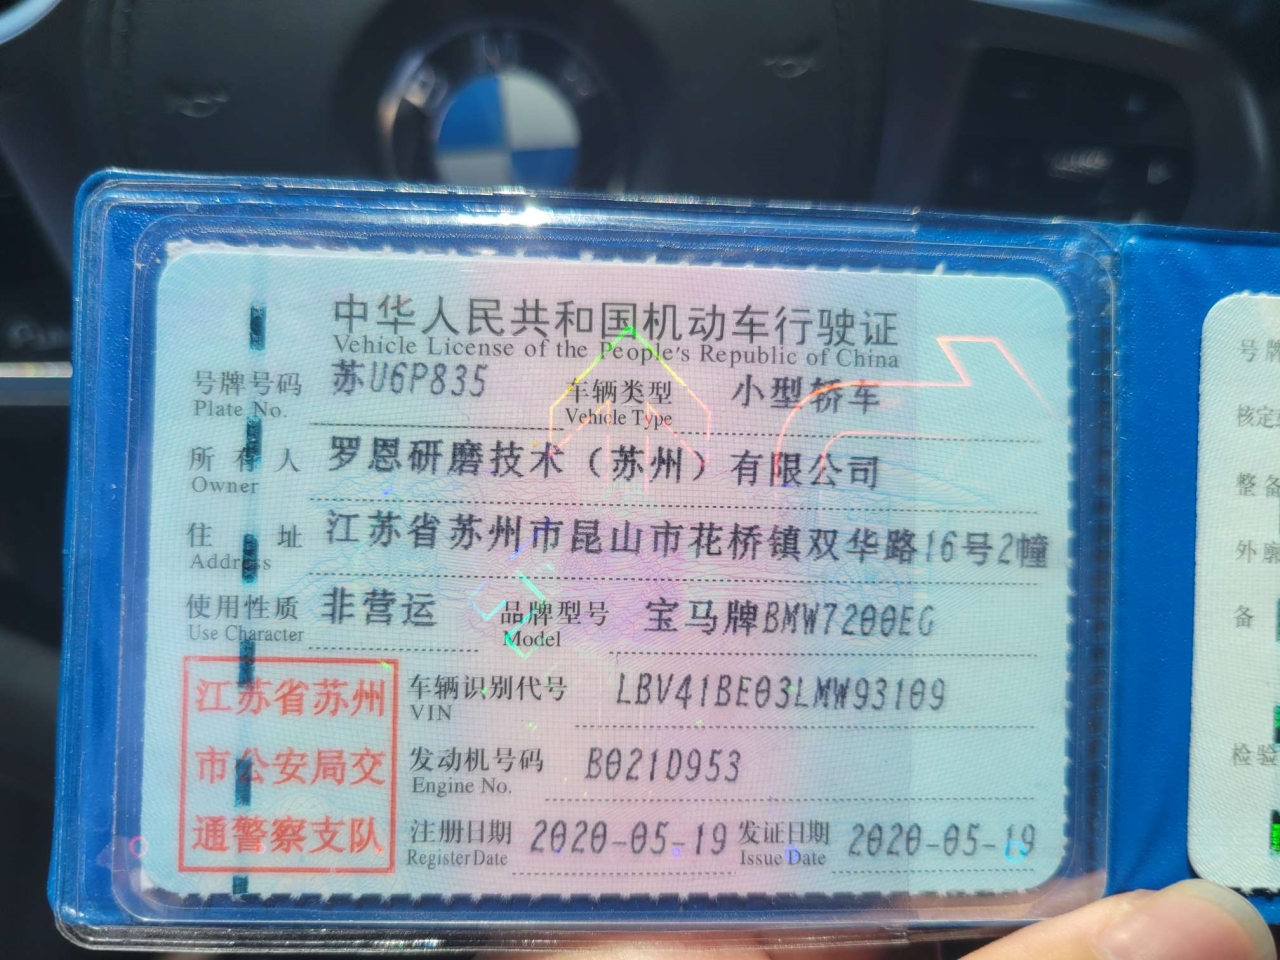 中华人民共和国机动车行驶证
Vehicle License of the People's Republic of China
号牌号码 苏U6P835 车辆类型 小型轿车
Plate No. Vehicle Type
所有人 罗恩研磨技术（苏州）有限公司
Owner
住址 江苏省苏州市昆山市花桥镇双华路16号2幢
Address
使用性质 非营运 品牌型号 宝马牌BMW7200EG
Use Character Model
江苏省苏州
市公安局交
通警察支队
车辆识别代号 LBV41BE03LMW93109
VIN
发动机号码 B021D953
Engine No.
注册日期 2020-05-19 发证日期 2020-05-19
Register Date Issue Date
号牌
核定
整备
外廓
备
检验